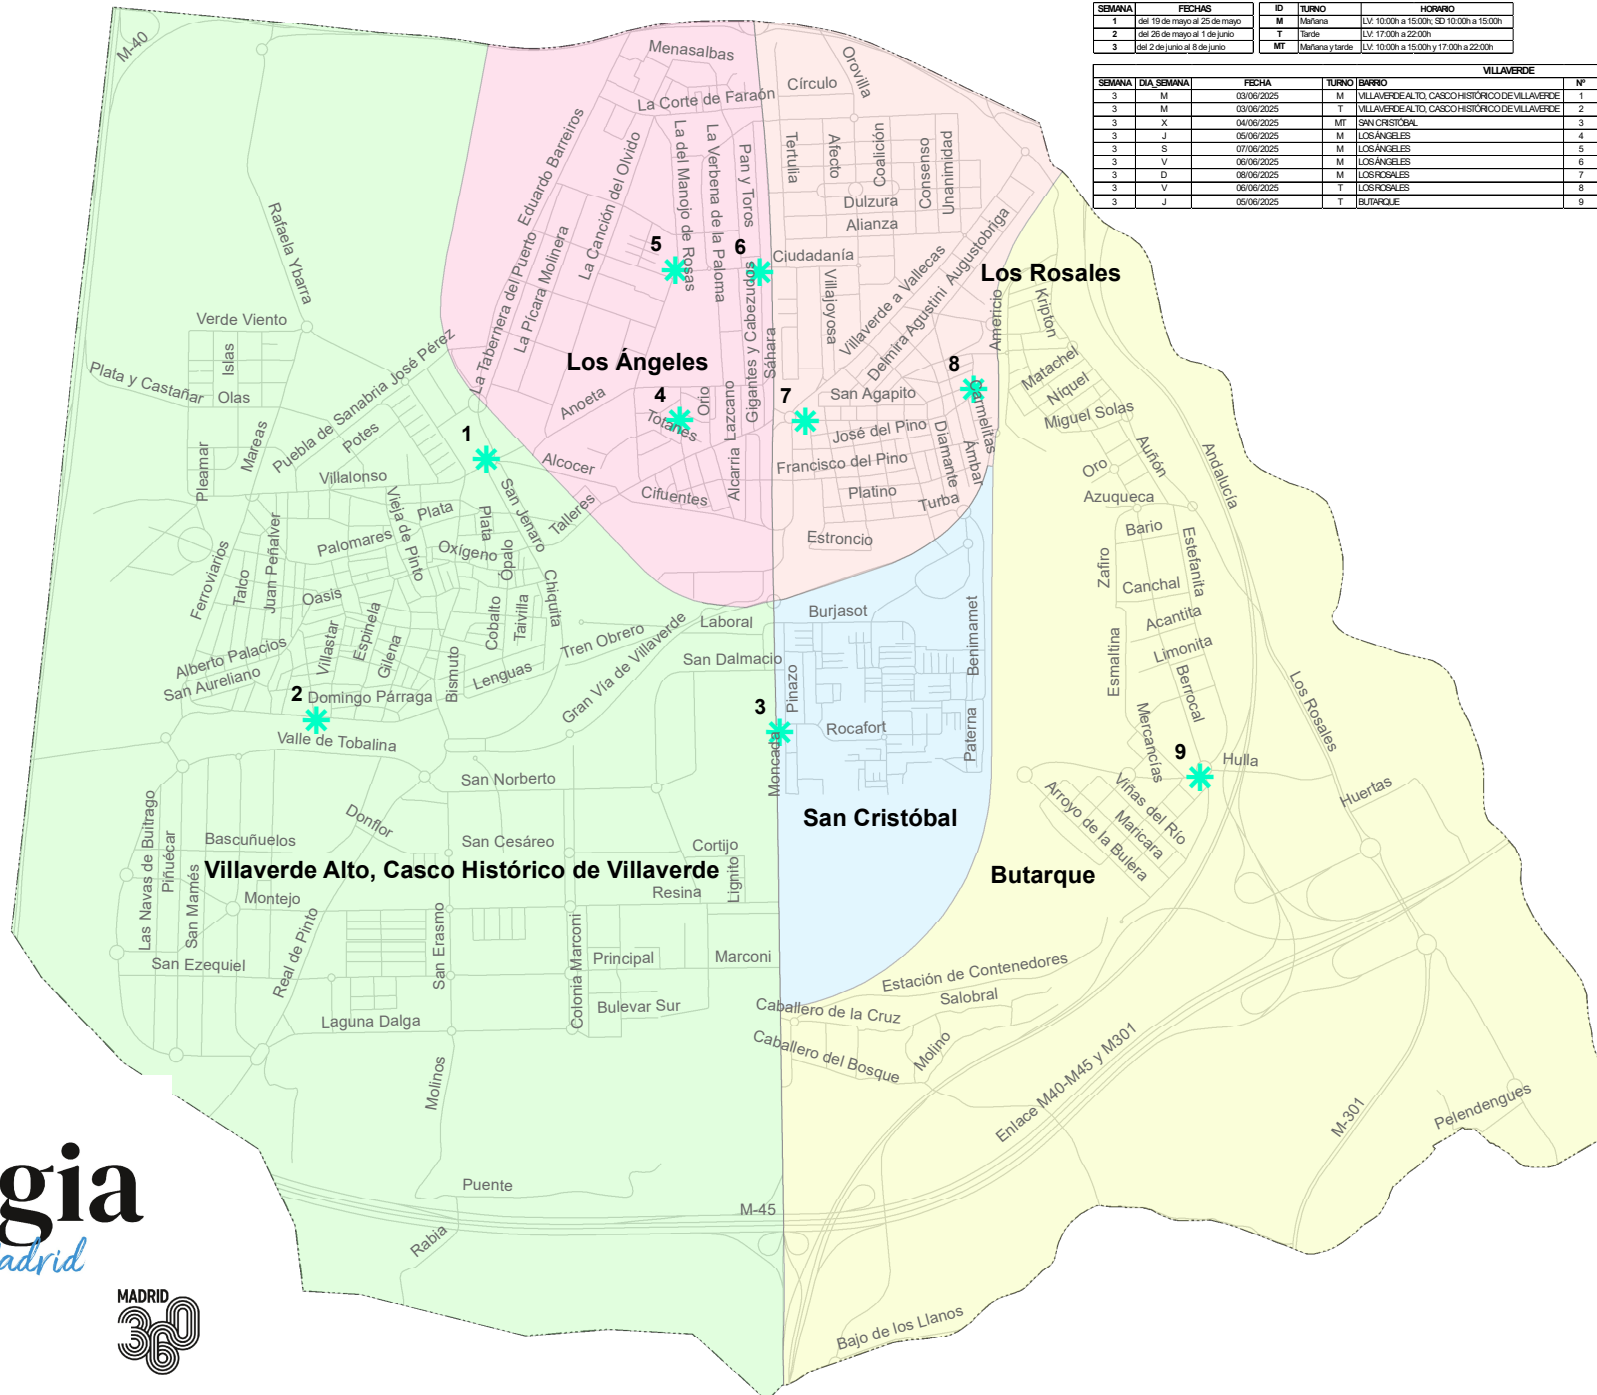 SEMANA FECHAS
1 del 19 de mayo al 25 de mayo
2 del 26 de mayo al 1 de junio
3 del 2 de junio al 8 de junio
ID TURNO HORARIO
M Mañana LV: 10:00h a 15:00h; SD 10:00h a 15:00h
T Tarde LV: 17:00h a 22:00h
MT Mañana y tarde LV: 10:00h a 15:00h y 17:00h a 22:00h
VILLAVERDE
SEMANA DIA_SEMANA FECHA TURNO BARRIO Nº
3 M 03/06/2025 M VILLAVERDE ALTO, CASCO HISTÓRICO DE VILLAVERDE 1
3 M 03/06/2025 T VILLAVERDE ALTO, CASCO HISTÓRICO DE VILLAVERDE 2
3 X 04/06/2025 MT SAN CRISTÓBAL 3
3 J 05/06/2025 M LOS ÁNGELES 4
3 S 07/06/2025 M LOS ÁNGELES 5
3 V 06/06/2025 M LOS ÁNGELES 6
3 D 08/06/2025 M LOS ROSALES 7
3 V 06/06/2025 T LOS ROSALES 8
3 J 05/06/2025 T BUTARQUE 9
M-40
Menasalbas
Orovilla
Círculo
La Corte de Faraón
Eduardo Barreiros
La Canción del Olvido
La del Manojo de Rosas
La Verbena de la Paloma
Pan y Toros
Tertulia
Afecto
Coalición
Consenso
Unanimidad
Dulzura
Alianza
Rafaela Ybarra
La Tabernera del Puerto
La Pícara Molinera
5
6
Ciudadanía
Villaverde a Vallecas
Augustobriga
Los Rosales
Villajoyosa
Delmira Agustini
Americio
Kripton
Gigantes y Cabezudos
Sáhara
Verde Viento
Islas
Plata y Castañar
Olas
José Pérez
Puebla de Sanabria
Potes
Los Ángeles
Anoeta
4
Totanes
Orio
Lazcano
7
San Agapito
8
Carmelitas
Matachel
Níquel
Miguel Solas
José del Pino
Diamante
Ámbar
Auñón
Andalucía
1
Mareas
Pleamar
Villalonso
Alcocer
Francisco del Pino
Oro
Cifuentes
Alcarria
Platino
Turba
Azuqueca
Vieja de Pinto
Plata
Plata
San Jenaro
Talleres
Estroncio
Bario
Estefanita
Zafiro
Palomares
Oxígeno
Ópalo
Juan Peñalver
Talco
Ferroviarios
Oasis
Chiquita
Canchal
Burjasot
Benimamet
Acantita
Espinela
Cobalto
Taivilla
Laboral
Tren Obrero
Gran Vía de Villaverde
Villastar
Gilena
Alberto Palacios
San Aureliano
Bismuto
Lenguas
San Dalmacio
Pinazo
Esmaltina
Limonita
Berrocal
Los Rosales
2
Domingo Párraga
Valle de Tobalina
3
Moncada
Rocafort
Paterna
Mercancías
9
Hulla
San Norberto
Viñas del Río
Huertas
Arroyo de la Bulera
Maricara
San Cristóbal
Las Navas de Buitrago
Piñuécar
San Mamés
Bascuñuelos
Donflor
San Cesáreo
Cortijo
Villaverde Alto, Casco Histórico de Villaverde
Lignito
Resina
Butarque
Montejo
Real de Pinto
San Erasmo
Colonia Marconi
San Ezequiel
Principal
Marconi
Estación de Contenedores
Salobral
Laguna Dalga
Bulevar Sur
Caballero de la Cruz
Caballero del Bosque
Molino
Molinos
Enlace M40-M45 y M301
M-301
Pelendengues
gia
adrid
Puente
M-45
Rabia
MADRID
360
Bajo de los Llanos